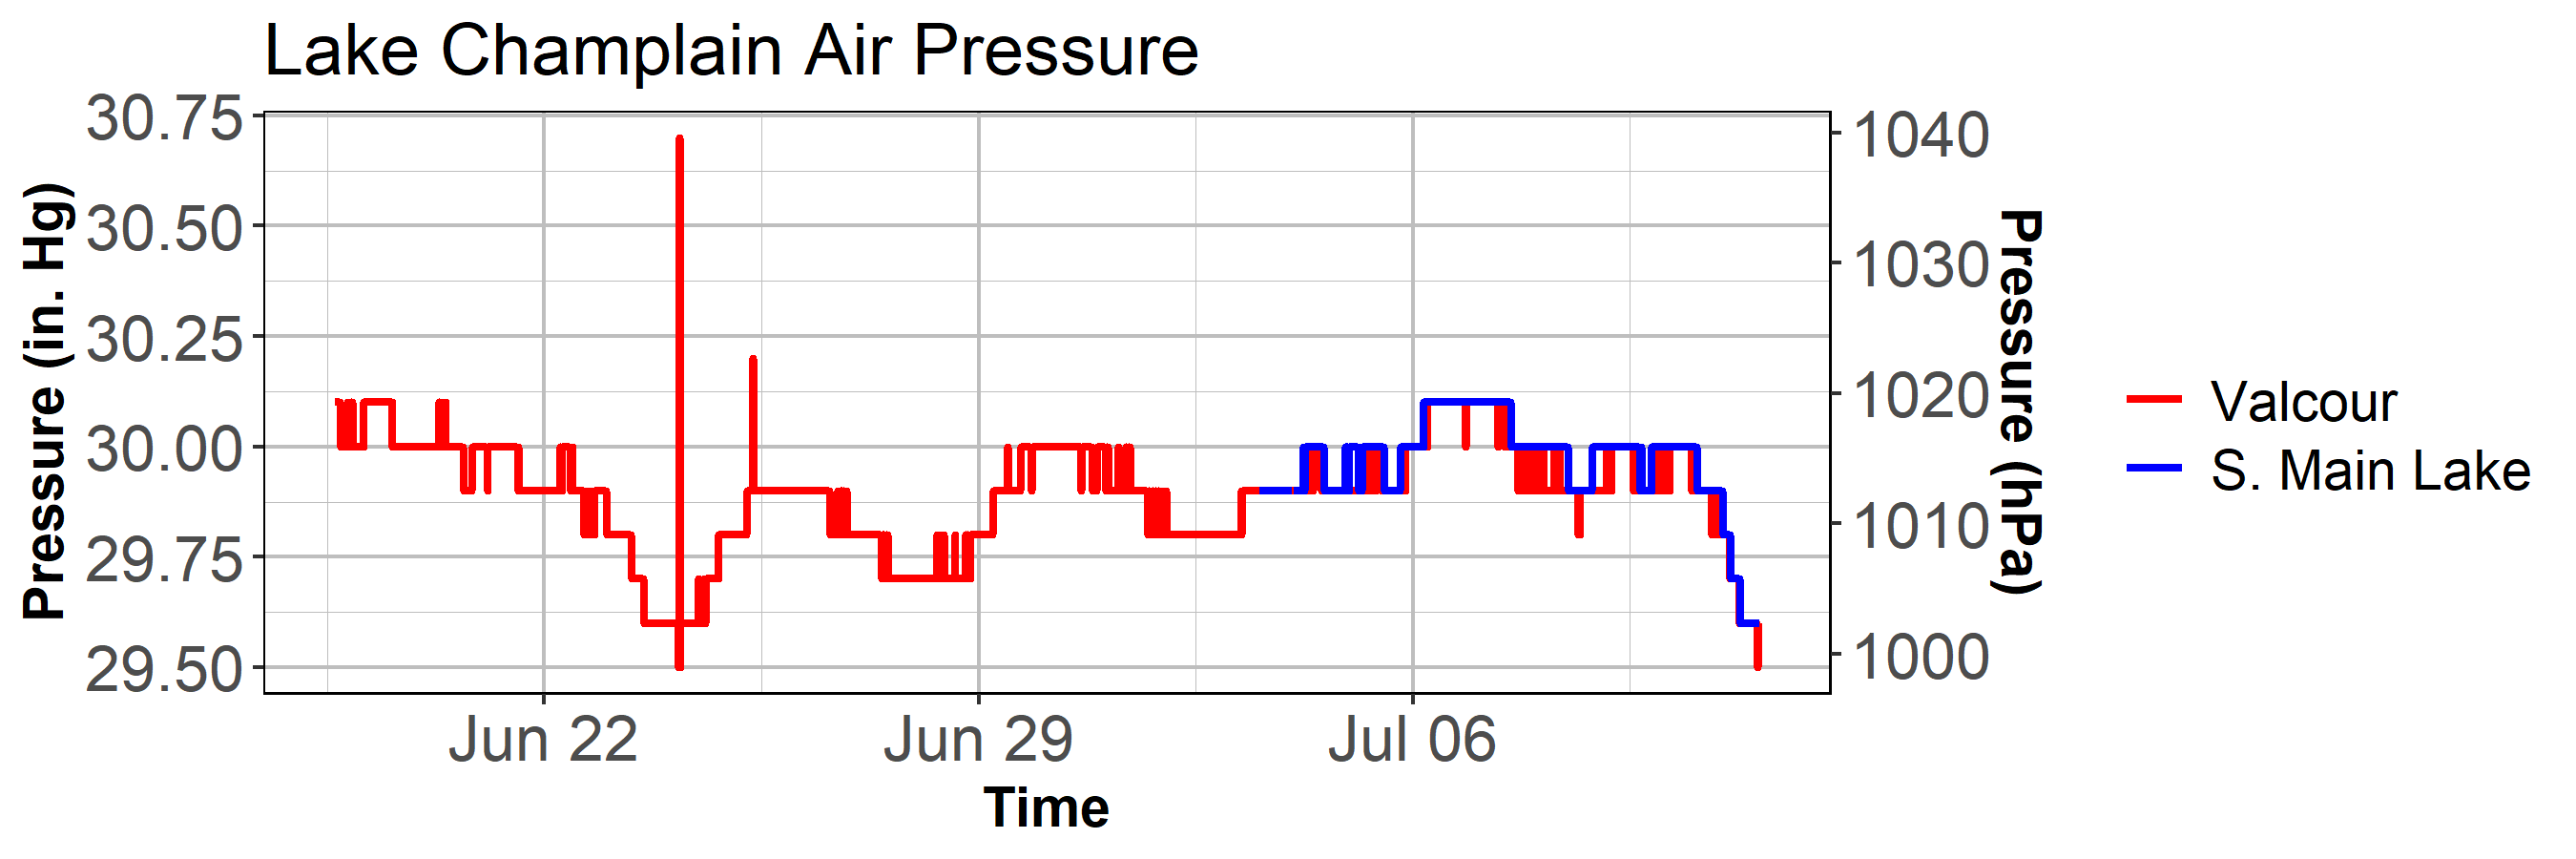 Lake Champlain Air Pressure
Pressure (in. Hg)
30.75
30.50
30.25
30.00
29.75
29.50
1040
1030
1020
1010
1000
Pressure (hPa)
Jun 22 Jun 29 Jul 06
Time
Valcour
S. Main Lake